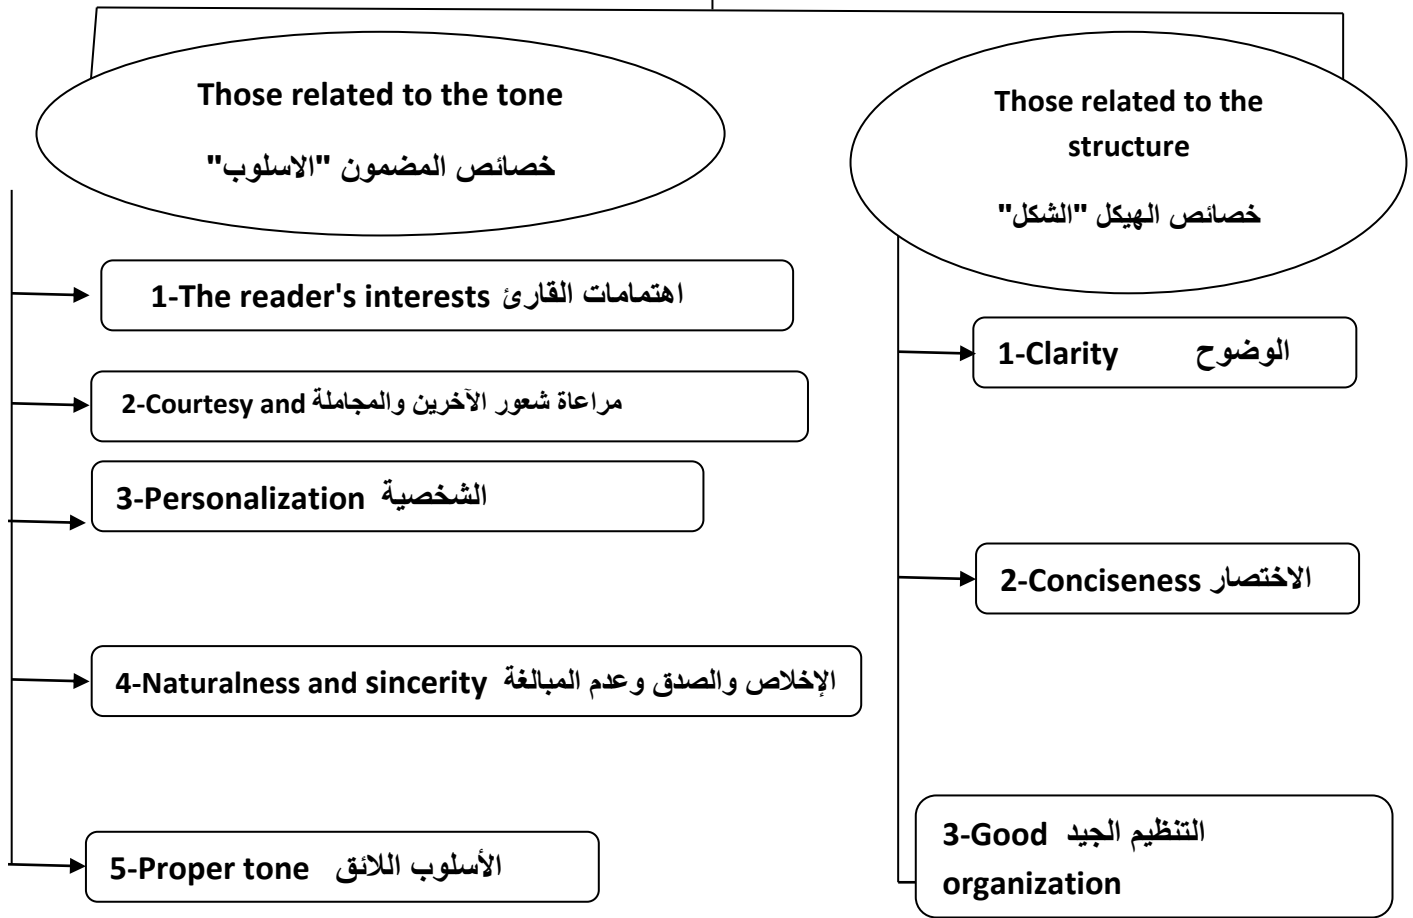 Those related to the tone
خصائص المضمون "الاسلوب"
1-The reader's interests اهتمامات القارئ
2-Courtesy and مراعاة شعور الآخرين والمجاملة
3-Personalization الشخصية
4-Naturalness and sincerity الإخلاص والصدق وعدم المبالغة
5-Proper tone الأسلوب اللائق
Those related to the
structure
خصائص الهيكل "الشكل"
1-Clarity الوضوح
2-Conciseness الاختصار
3-Good التنظيم الجيد
organization